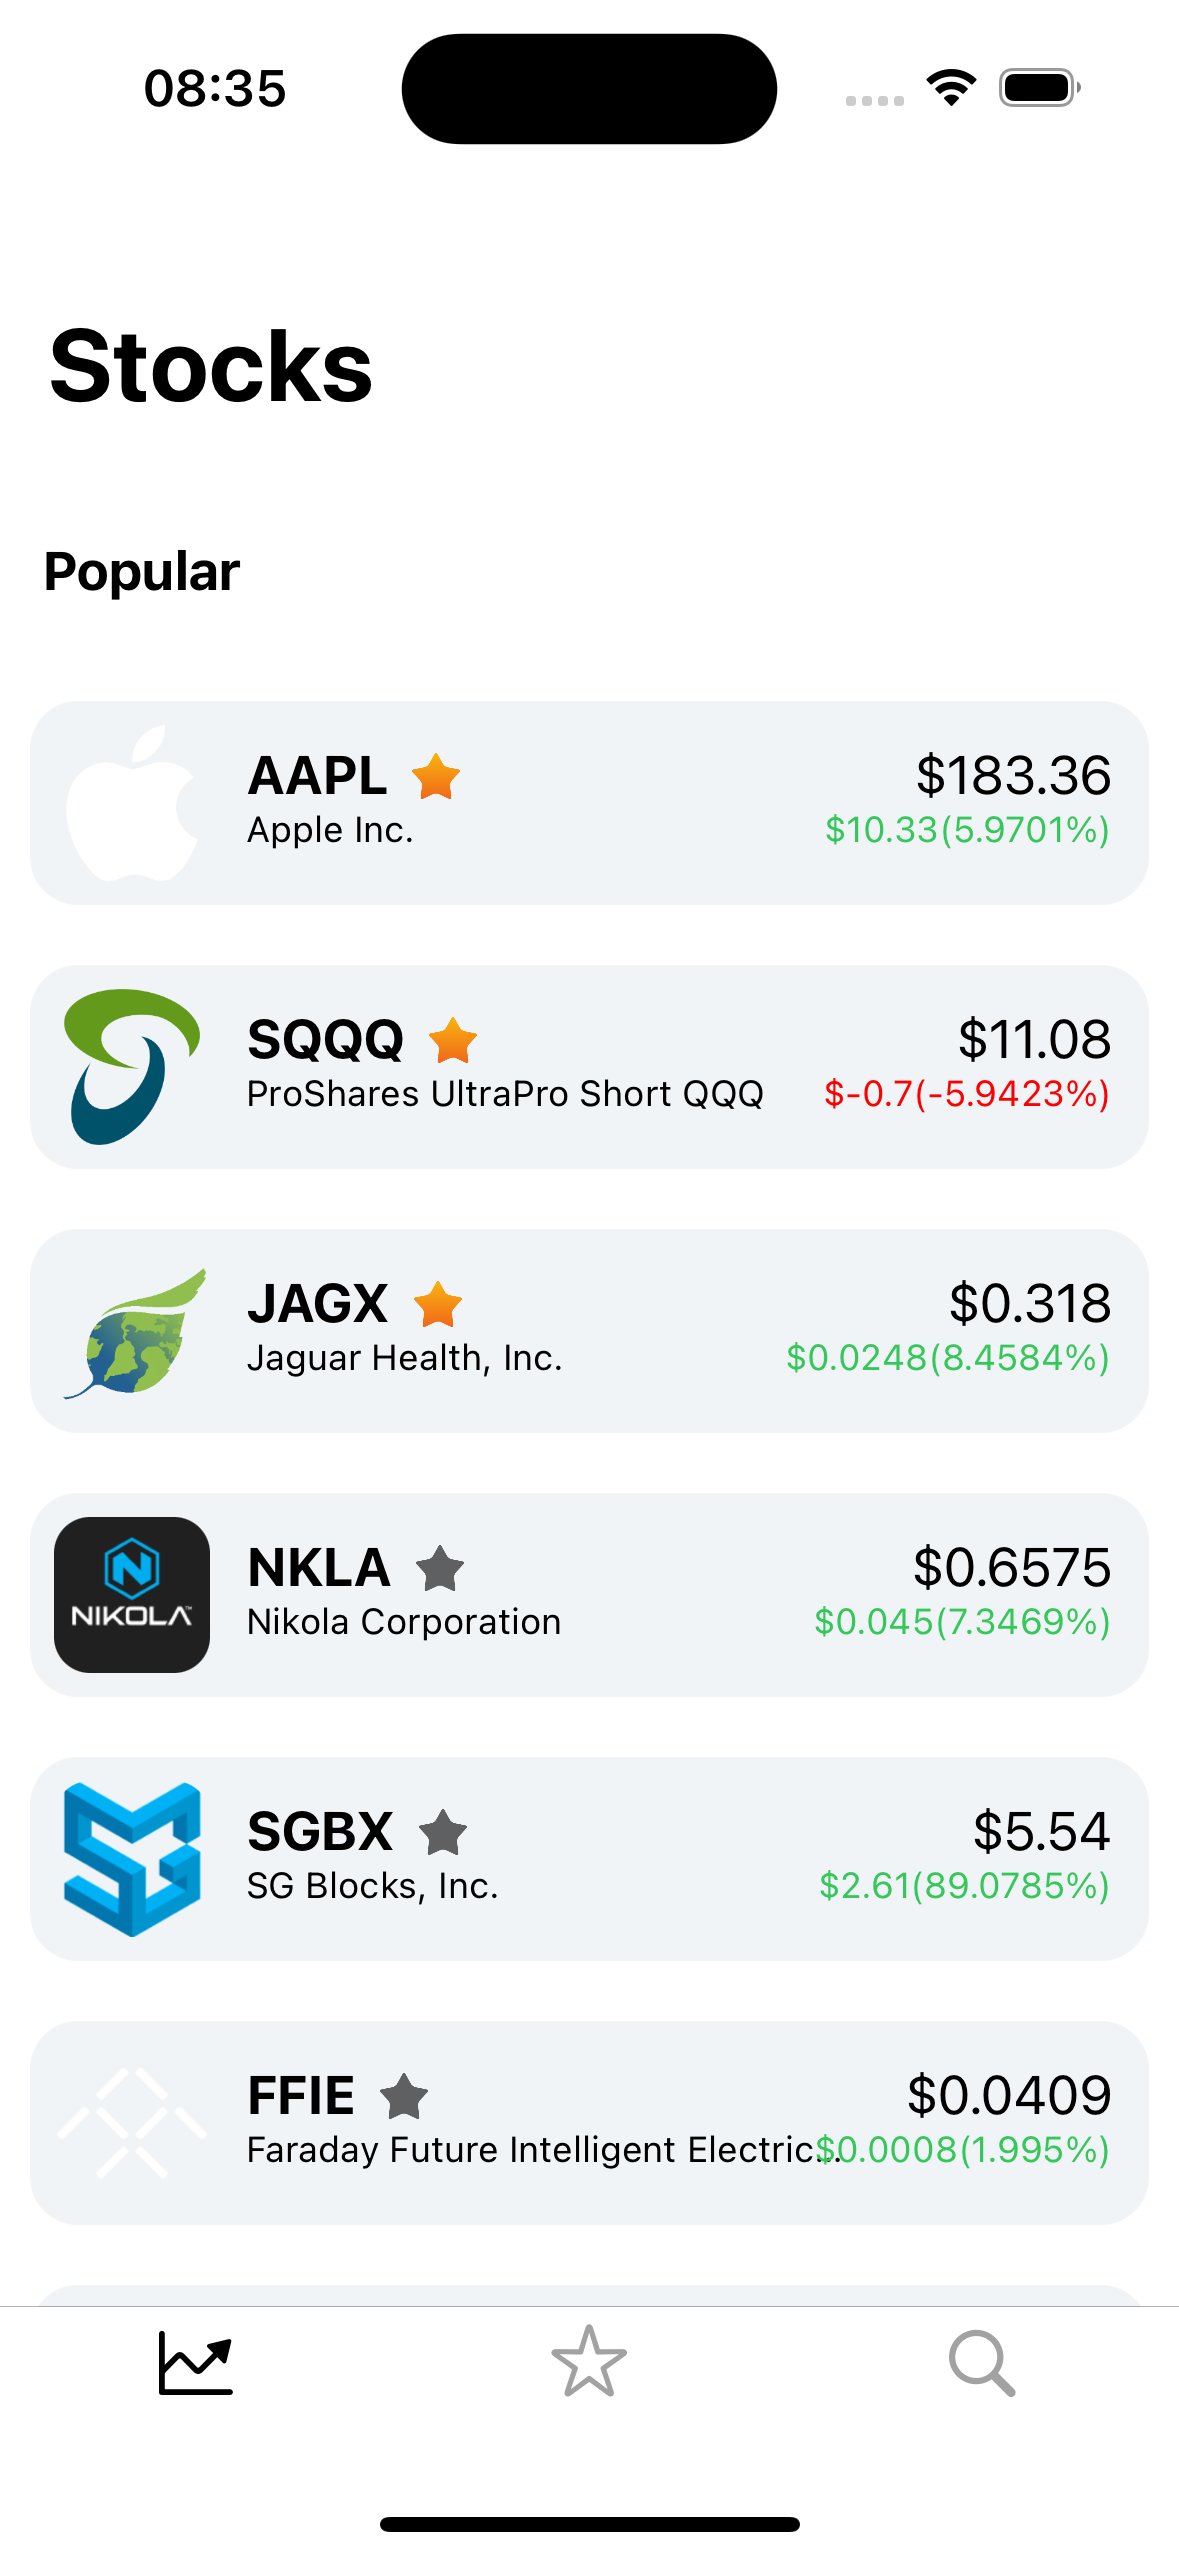 08:35
Stocks
Popular
AAPL
$183.36
Apple Inc.
$10.33(5.9701%)
SQQQ
$11.08
ProShares UltraPro Short QQQ
$-0.7(-5.9423%)
JAGX
$0.318
Jaguar Health, Inc.
$0.0248(8.4584%)
NIKOLA™
NKLA
$0.6575
Nikola Corporation
$0.045(7.3469%)
SGBX
$5.54
SG Blocks, Inc.
$2.61(89.0785%)
FFIE
$0.0409
Faraday Future Intelligent Electric...
$0.0008(1.995%)